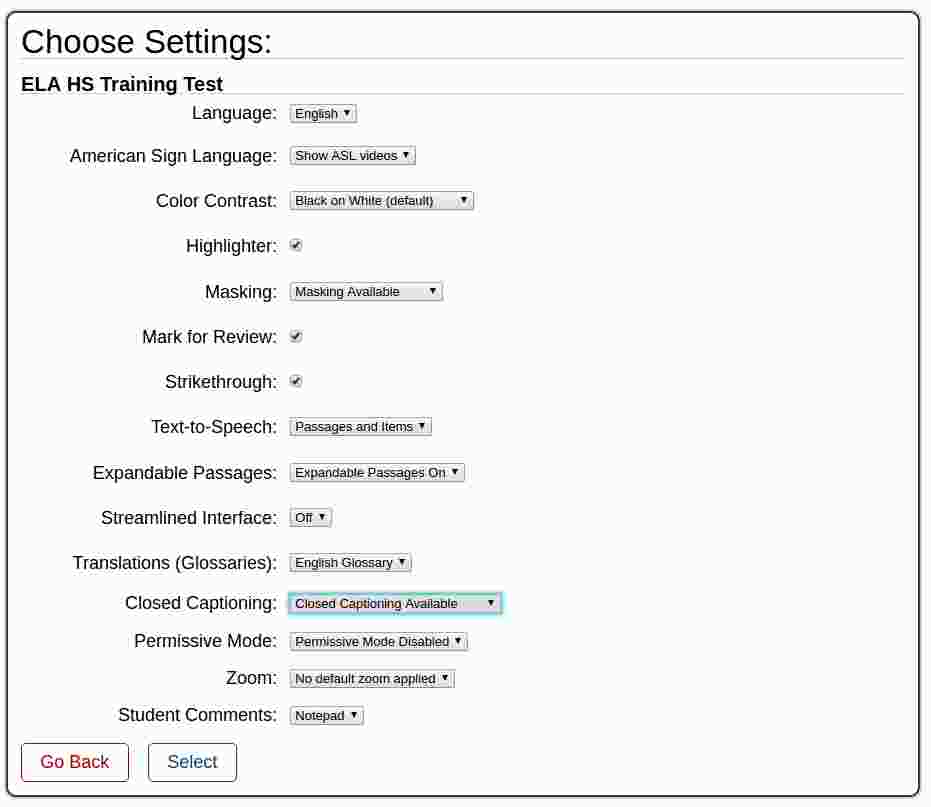 Choose Settings:
ELA HS Training Test
Language: English
American Sign Language: Show ASL videos
Color Contrast: Black on White (default)
Highlighter:
Masking: Masking Available
Mark for Review:
Strikethrough:
Text-to-Speech: Passages and Items
Expandable Passages: Expandable Passages On
Streamlined Interface: Off
Translations (Glossaries): English Glossary
Closed Captioning: Closed Captioning Available
Permissive Mode: Permissive Mode Disabled
Zoom: No default zoom applied
Student Comments: Notepad
Go Back Select